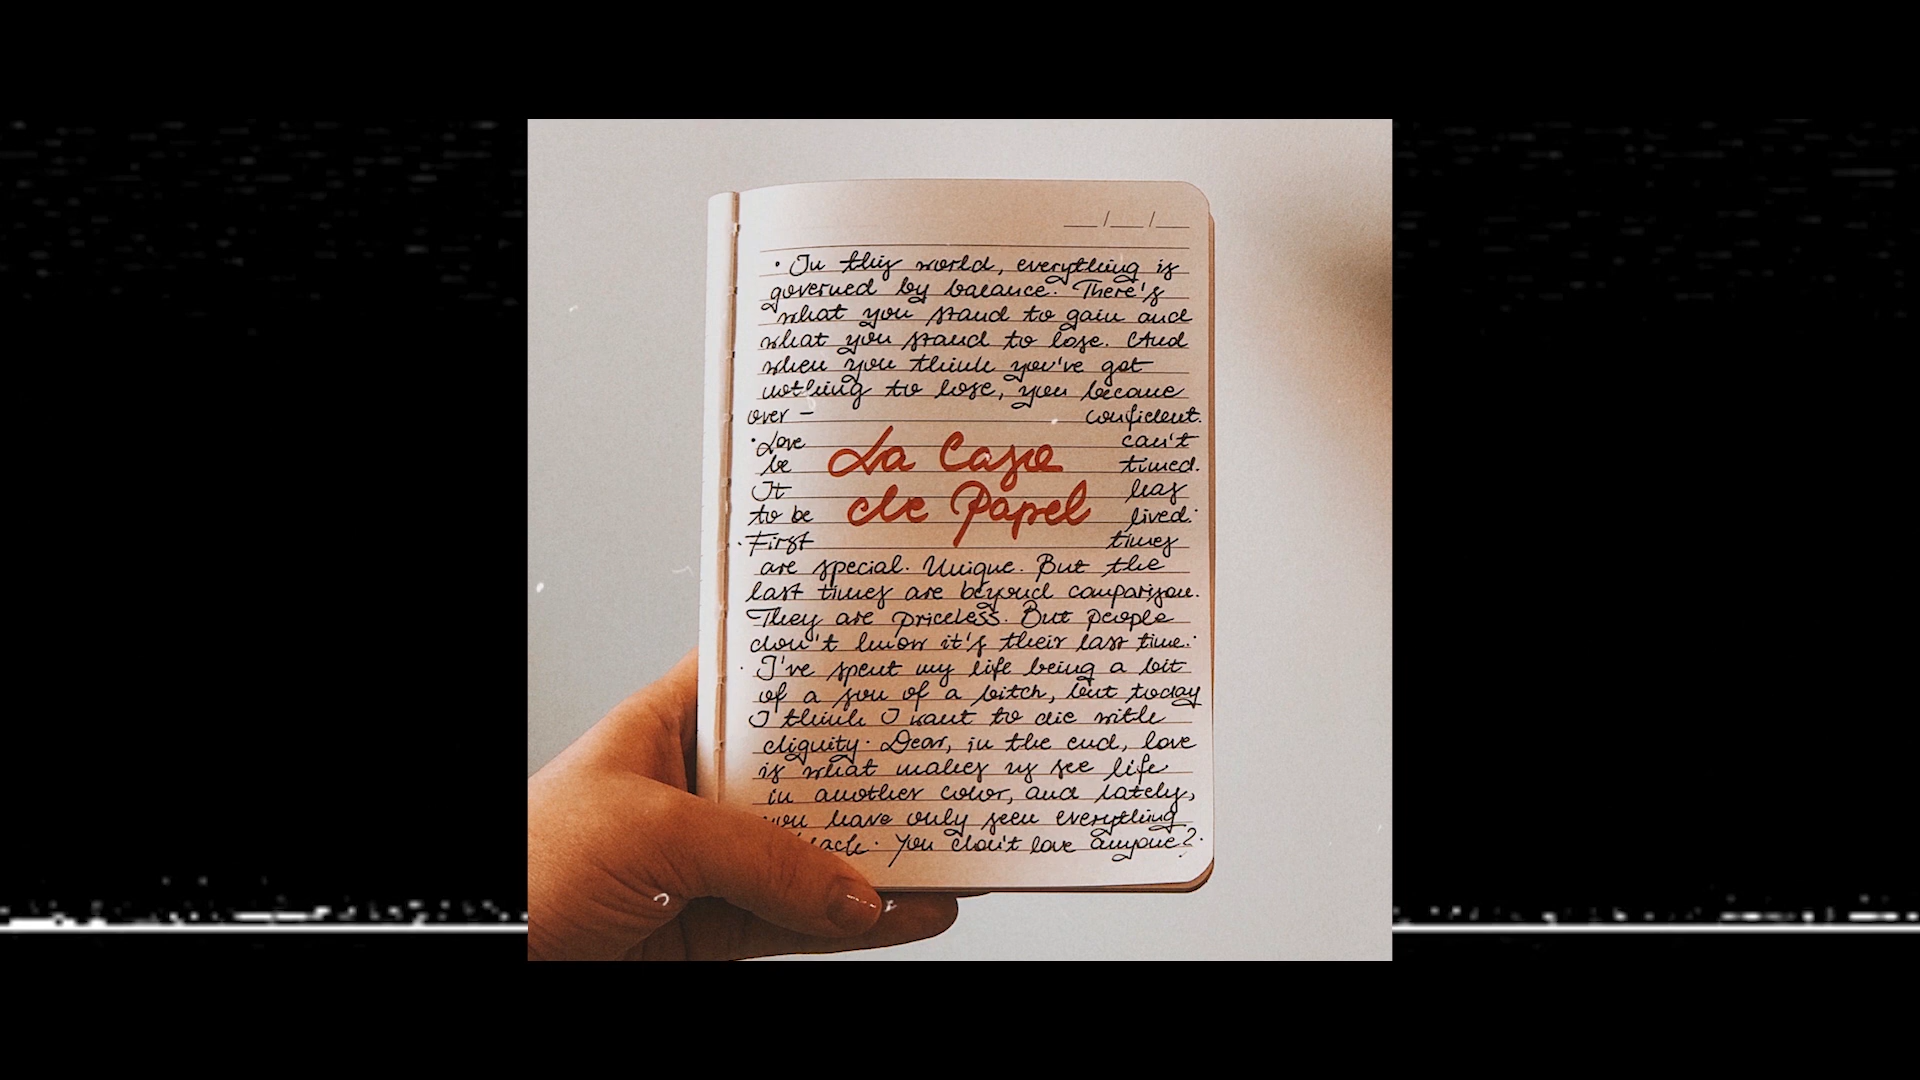 __/__/__
• In this world, everything is
governed by balance. There's
what you stand to gain and
what you stand to lose. And
when you think you've got
nothing to lose, you become
over – confident.
• Love can't
be timed.
It has
to be lived.
La Casa
de Papel
• First times
are special. Unique. But the
last times are beyond comparison.
They are priceless. But people
don't know it's their last time.
• I've spent my life being a bit
of a son of a bitch, but today
I think I want to die with
dignity. Dear, in the end, love
is what makes us see life
in another color, and lately,
you have only seen everything
You don't love anyone?